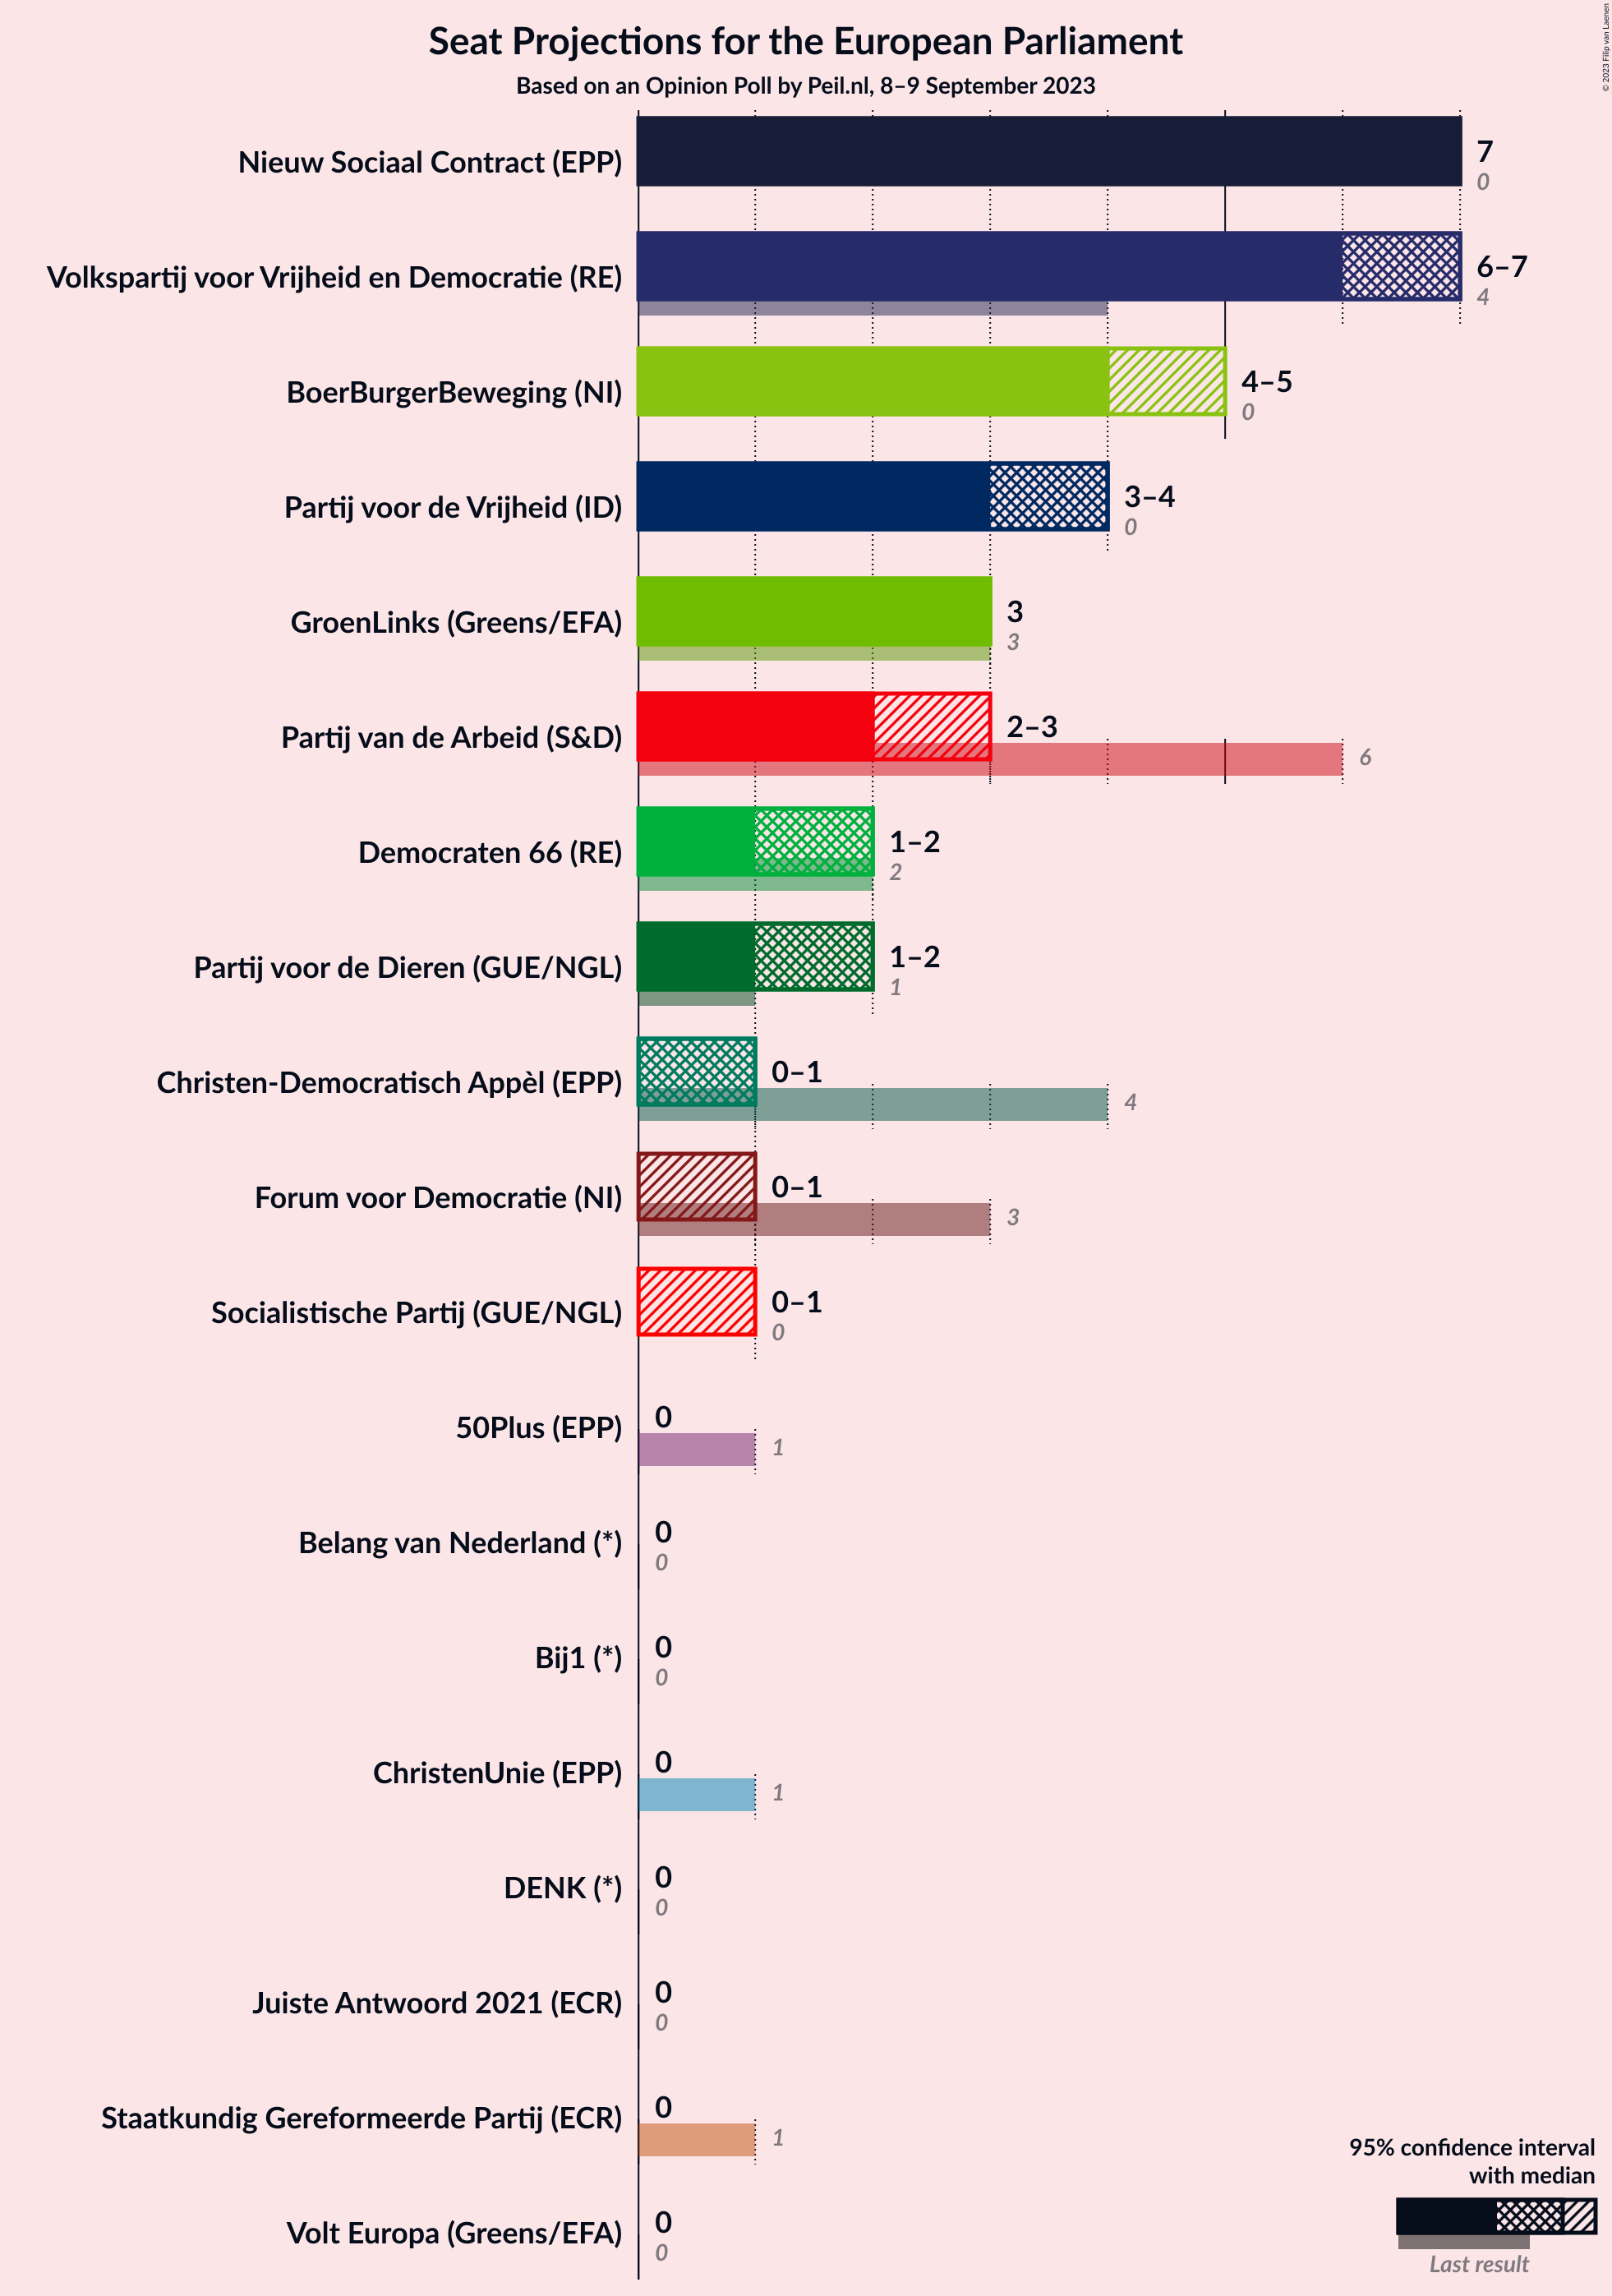 © 2023 Filip van Laenen
Seat Projections for the European Parliament
Based on an Opinion Poll by Peil.nl, 8–9 September 2023
Nieuw Sociaal Contract (EPP)
7
0
Volkspartij voor Vrijheid en Democratie (RE)
6–7
4
BoerBurgerBeweging (NI)
4–5
0
Partij voor de Vrijheid (ID)
3–4
0
GroenLinks (Greens/EFA)
3
3
Partij van de Arbeid (S&D)
2–3
6
Democraten 66 (RE)
1–2
2
Partij voor de Dieren (GUE/NGL)
1–2
1
Christen-Democratisch Appèl (EPP)
0–1
4
Forum voor Democratie (NI)
0–1
3
Socialistische Partij (GUE/NGL)
0–1
0
50Plus (EPP)
0
1
Belang van Nederland (*)
0
0
Bij1 (*)
0
0
ChristenUnie (EPP)
0
1
DENK (*)
0
0
Juiste Antwoord 2021 (ECR)
0
0
Staatkundig Gereformeerde Partij (ECR)
0
1
Volt Europa (Greens/EFA)
0
0
95% confidence interval
with median
Last result